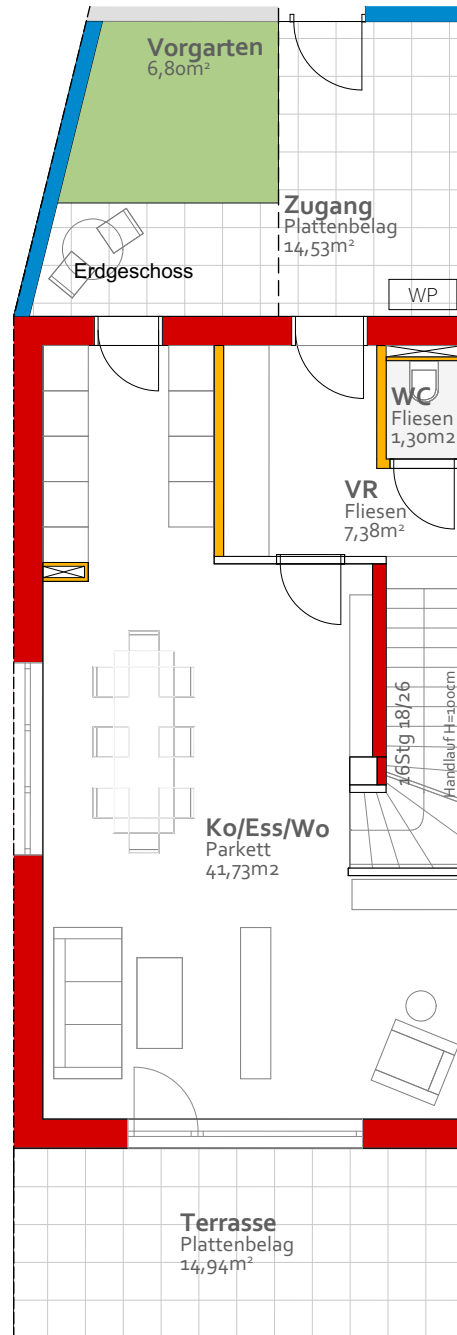 Vorgarten
6,80m²
Zugang
Plattenbelag
14,53m²
Erdgeschoss
WP
WC
Fliesen
1,30m2
VR
Fliesen
7,38m²
16Stg 18/26
Handlauf H=100cm
Ko/Ess/Wo
Parkett
41,73m2
Terrasse
Plattenbelag
14,94m²